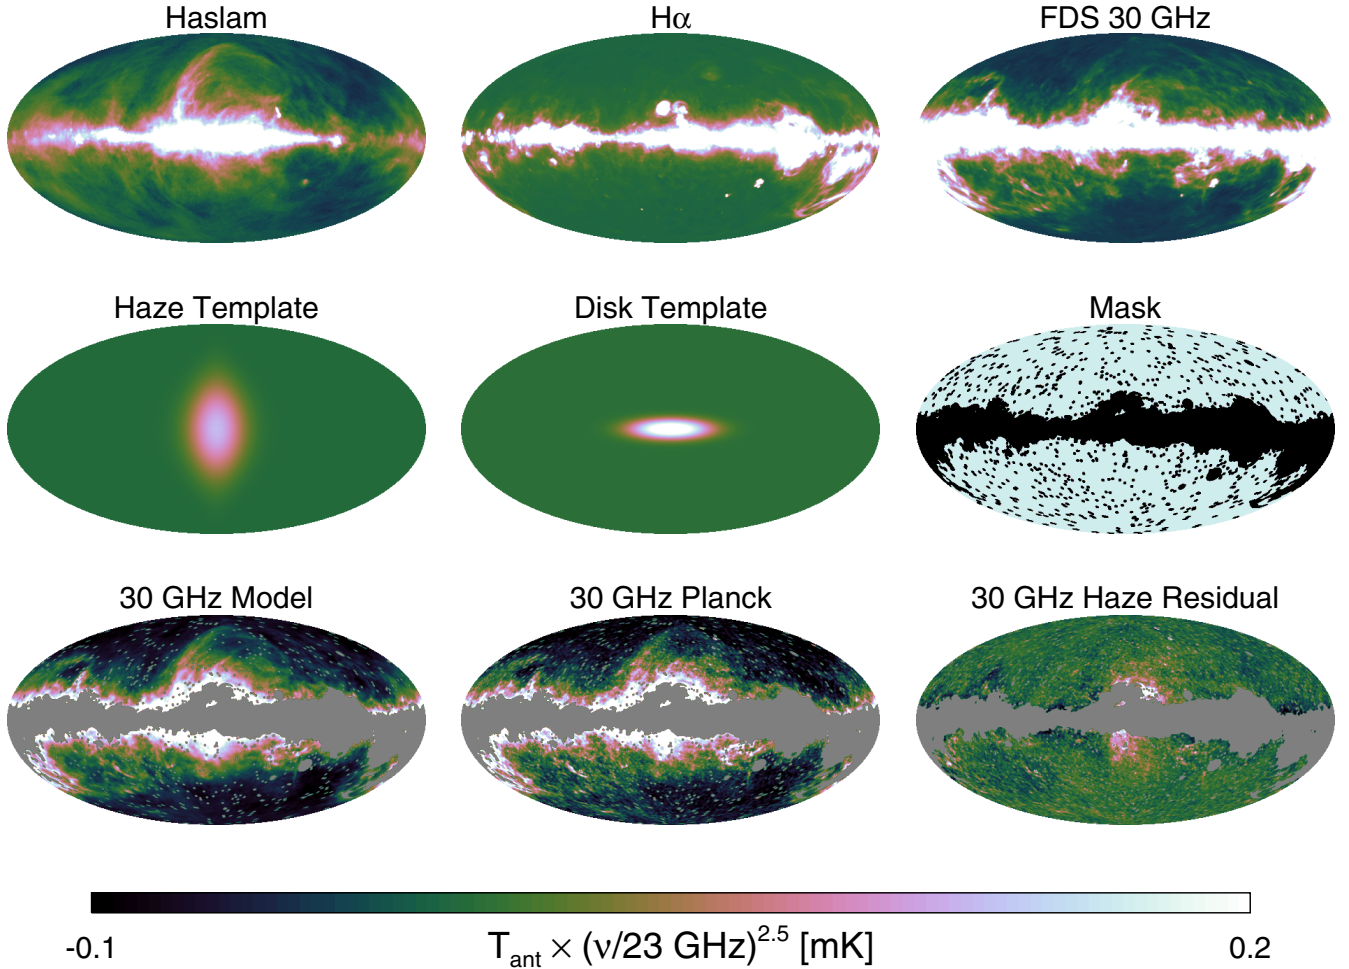 Haslam
Hα
FDS 30 GHz
Haze Template
Disk Template
Mask
30 GHz Model
30 GHz Planck
30 GHz Haze Residual
-0.1
T_ant × (ν/23 GHz)^2.5 [mK]
0.2